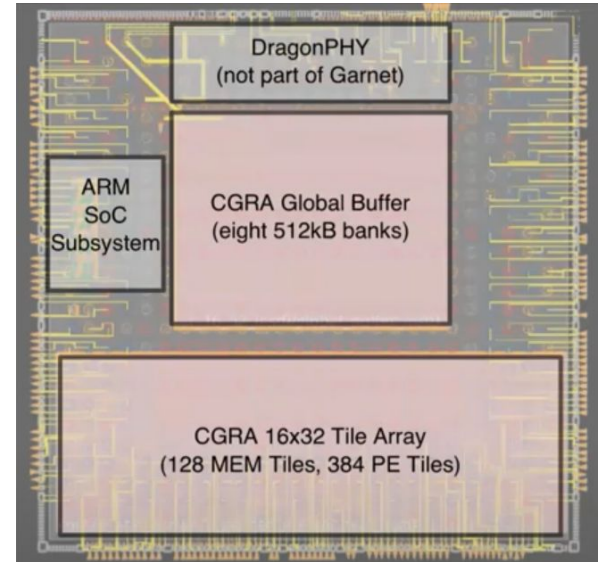 DragonPHY
(not part of Garnet)
ARM
SoC
Subsystem
CGRA Global Buffer
(eight 512kB banks)
CGRA 16x32 Tile Array
(128 MEM Tiles, 384 PE Tiles)